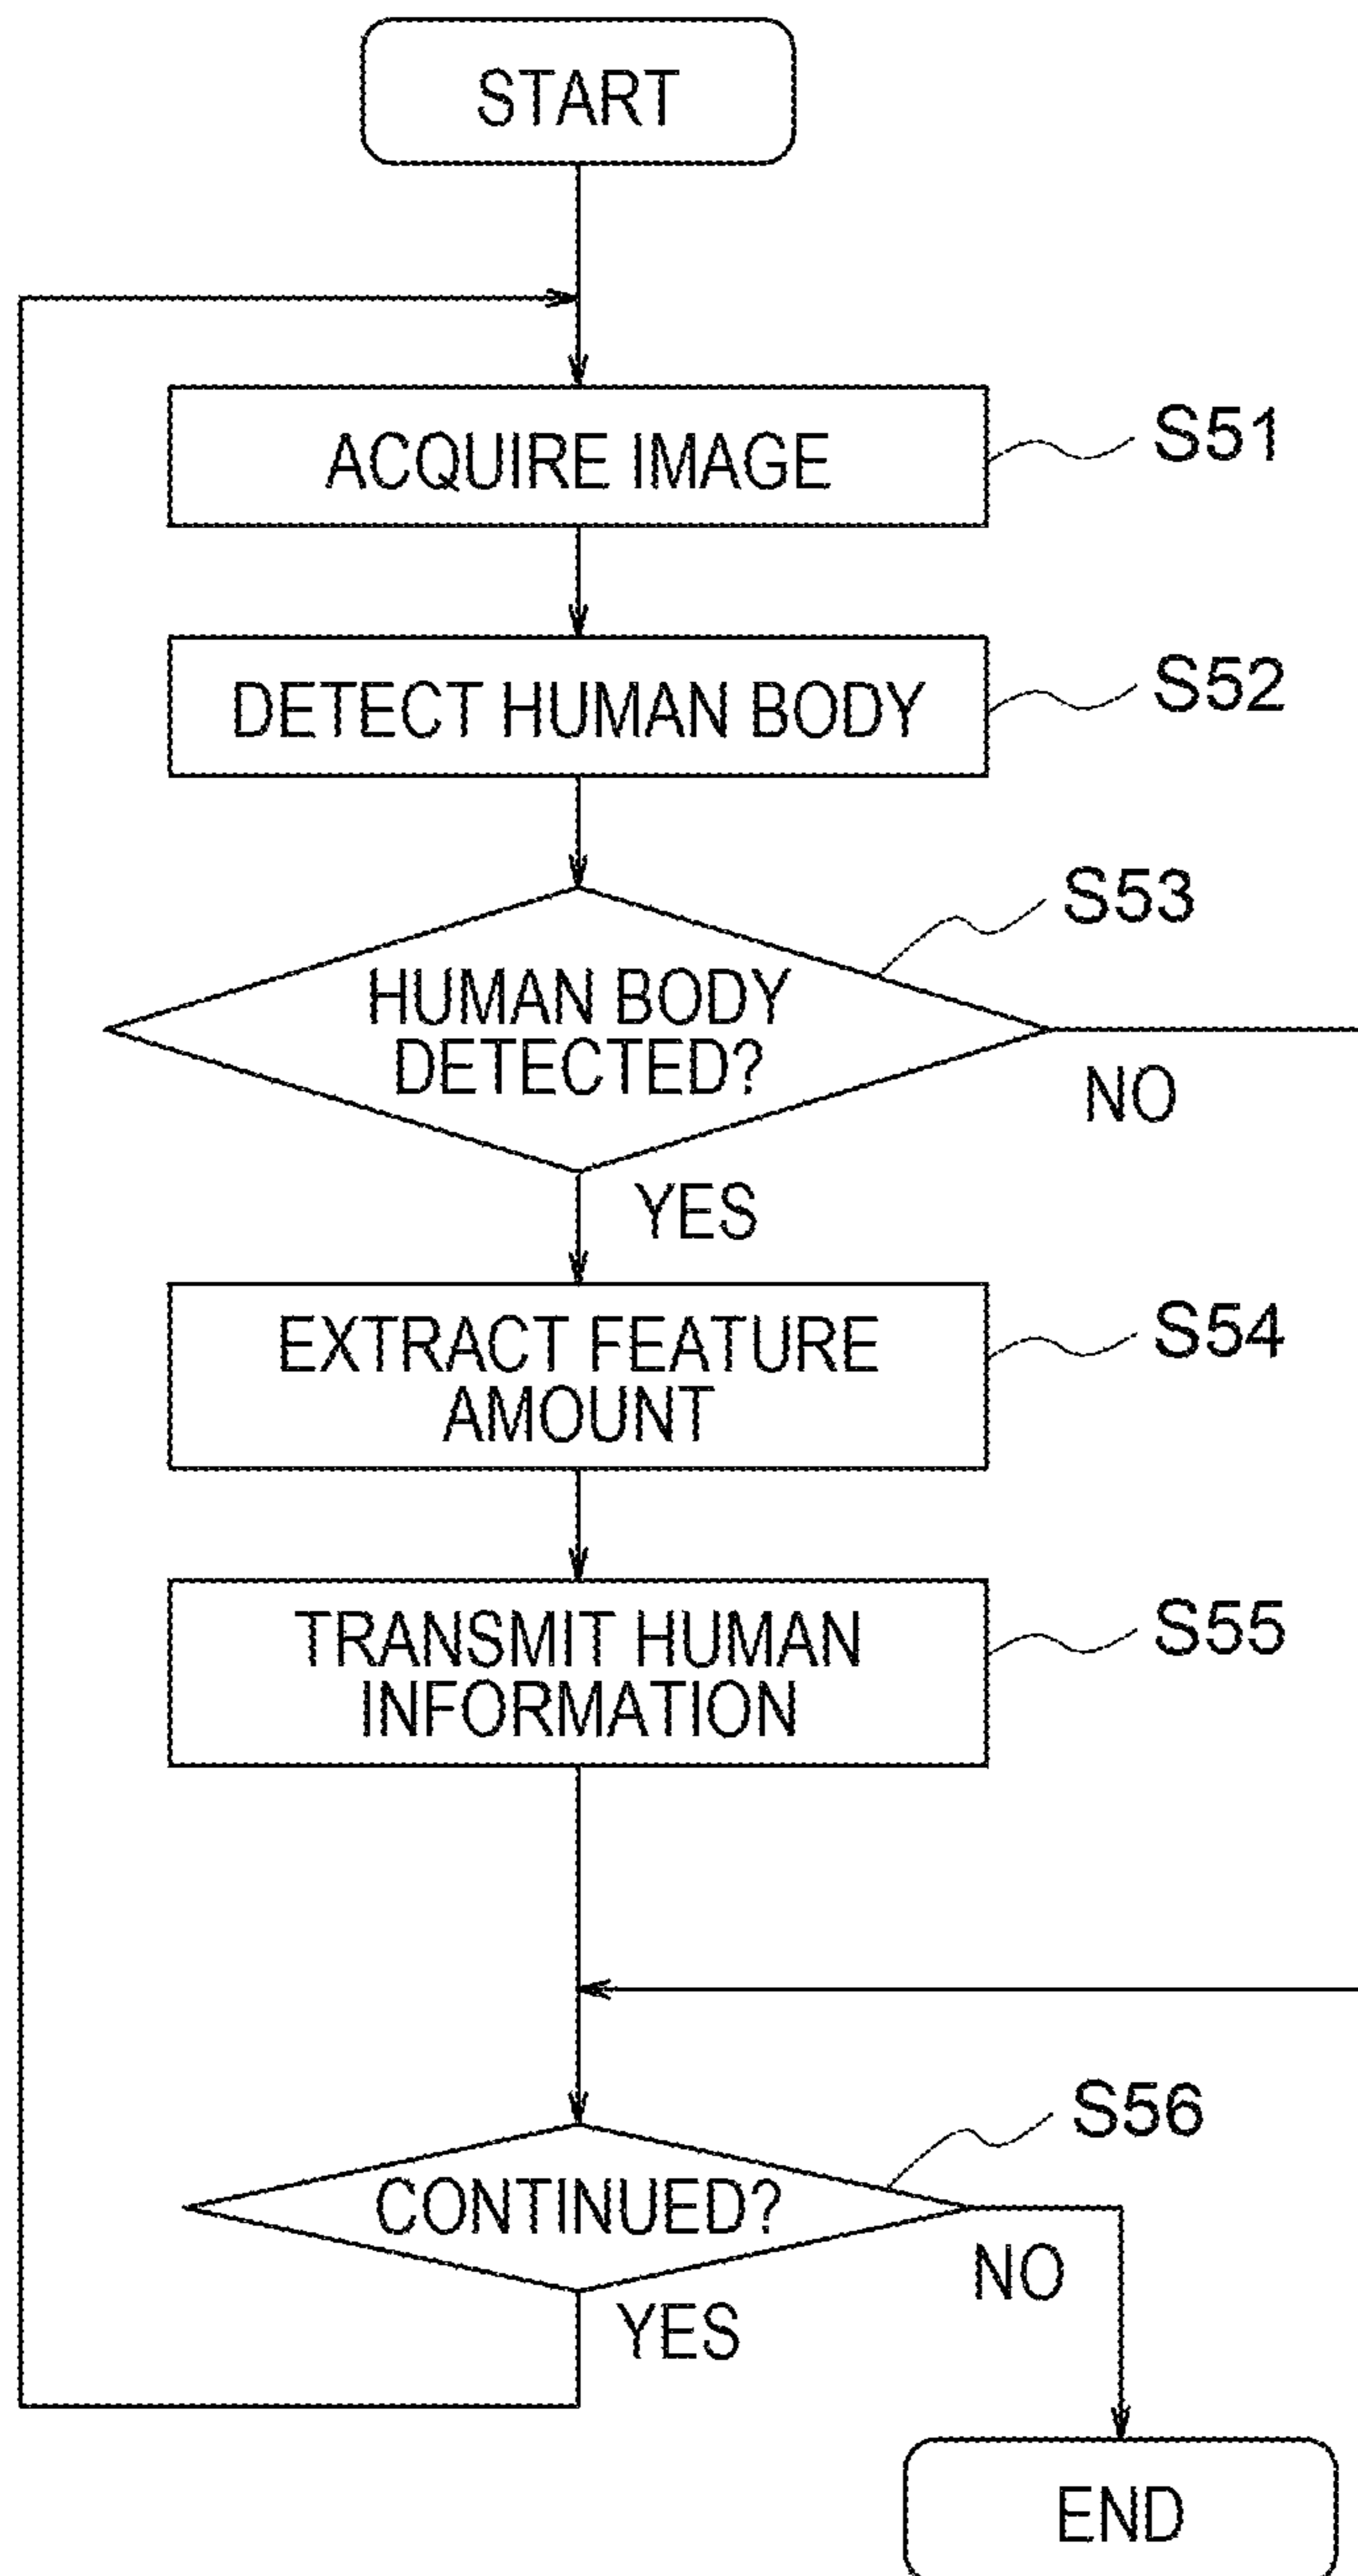 START
ACQUIRE IMAGE
S51
DETECT HUMAN BODY
S52
S53
HUMAN BODY
DETECTED?
NO
YES
EXTRACT FEATURE
AMOUNT
S54
TRANSMIT HUMAN
INFORMATION
S55
S56
CONTINUED?
NO
YES
END